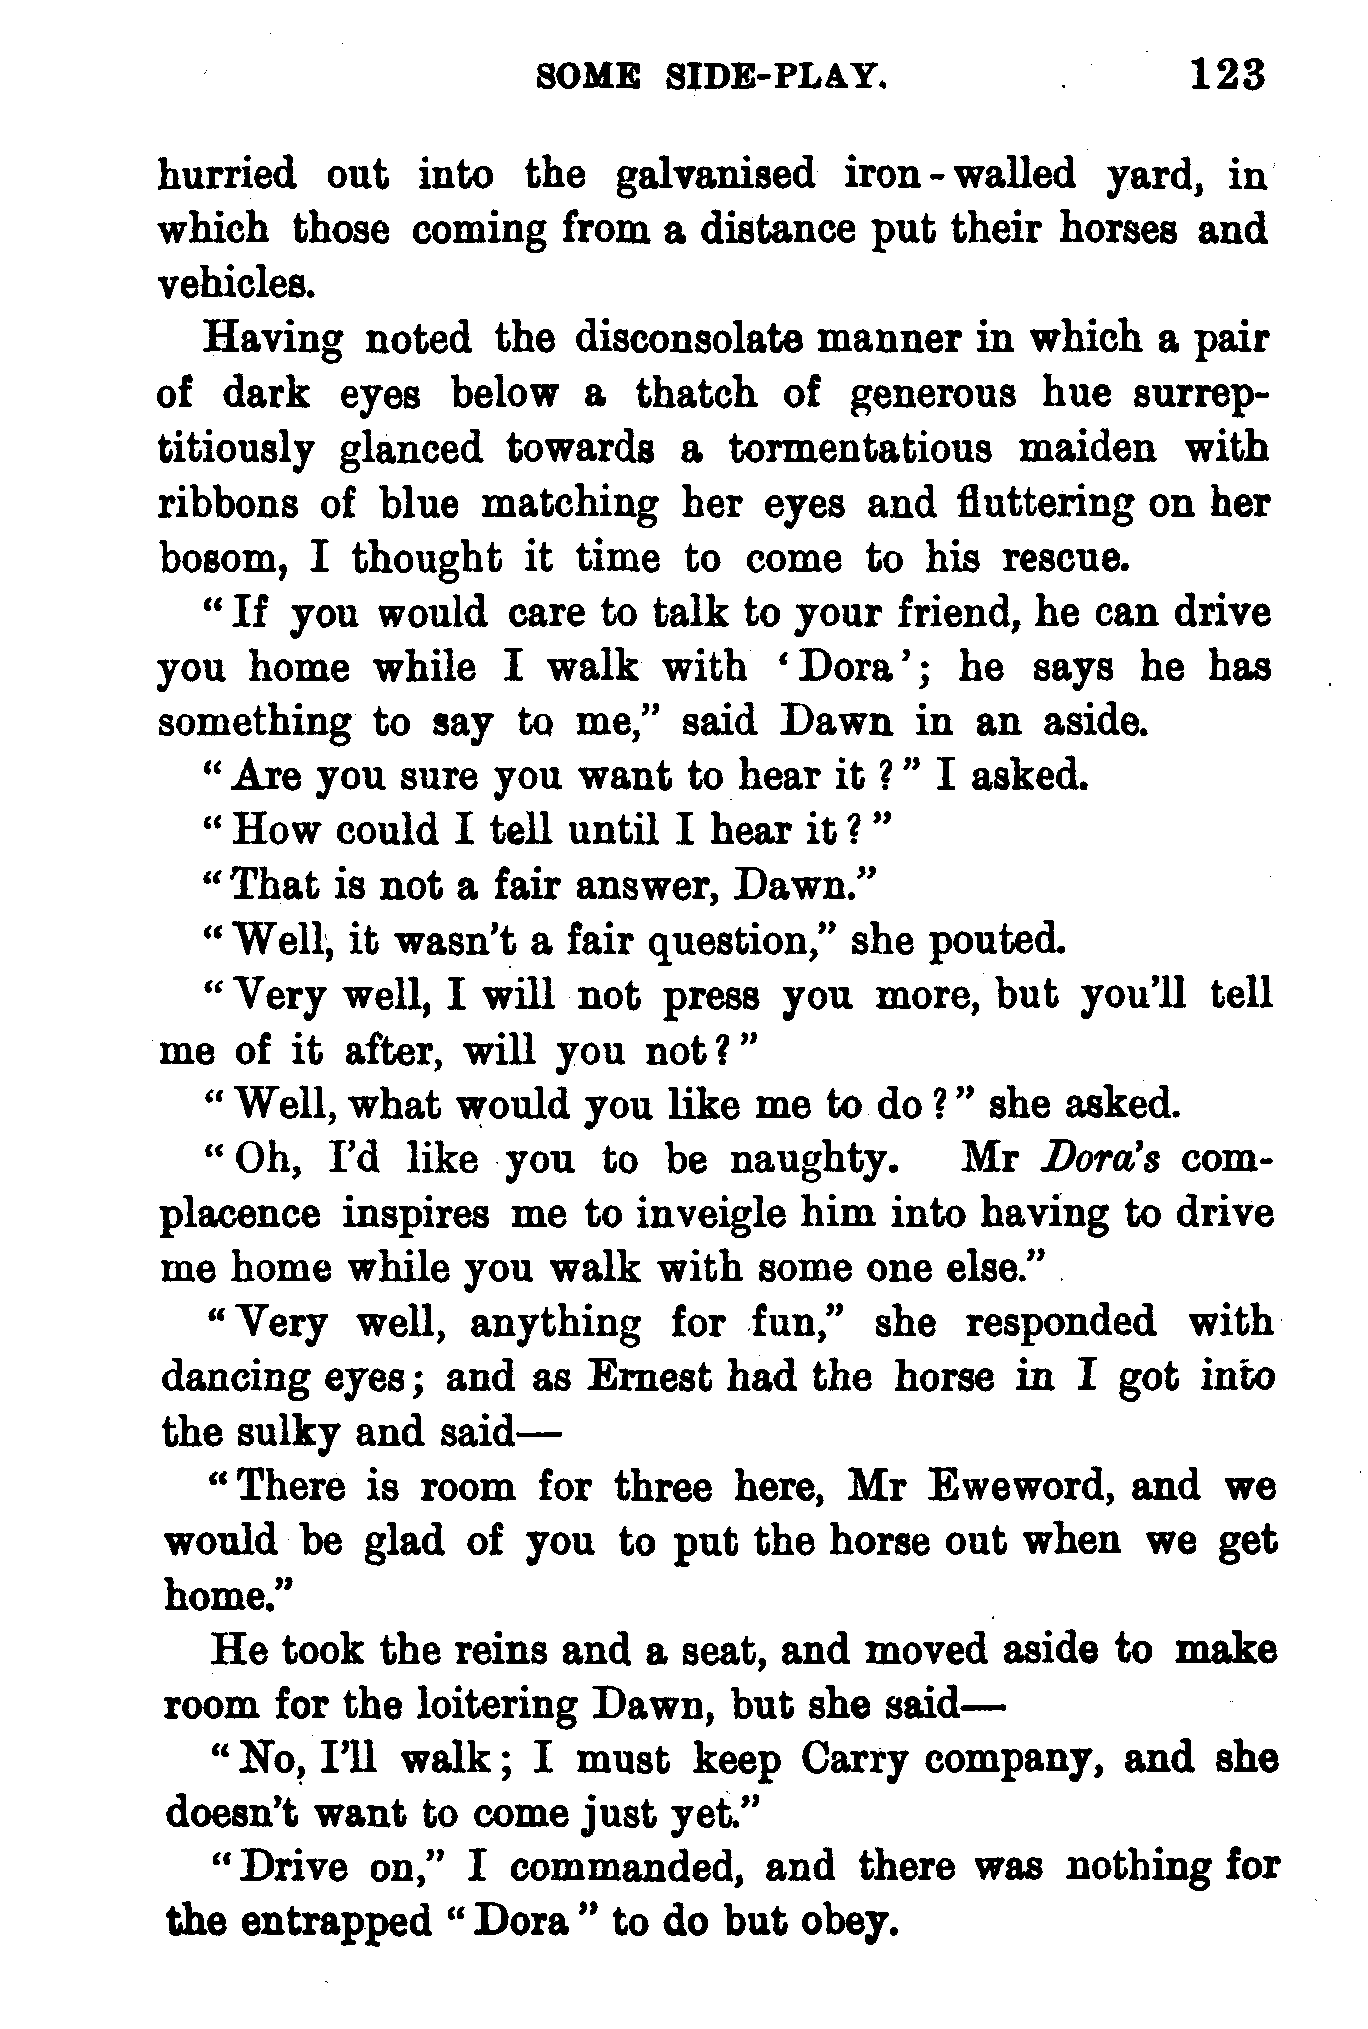 SOME SIDE-PLAY. 123
hurried out into the galvanised iron-walled yard, in
which those coming from a distance put their horses and
vehicles.
Having noted the disconsolate manner in which a pair
of dark eyes below a thatch of generous hue surrep-
titiously glanced towards a tormentatious maiden with
ribbons of blue matching her eyes and fluttering on her
bosom, I thought it time to come to his rescue.
“If you would care to talk to your friend, he can drive
you home while I walk with ‘Dora’; he says he has
something to say to me,” said Dawn in an aside.
“Are you sure you want to hear it?” I asked.
“How could I tell until I hear it?”
“That is not a fair answer, Dawn.”
“Well, it wasn’t a fair question,” she pouted.
“Very well, I will not press you more, but you’ll tell
me of it after, will you not?”
“Well, what would you like me to do?” she asked.
“Oh, I’d like you to be naughty. Mr Dora’s com-
placence inspires me to inveigle him into having to drive
me home while you walk with some one else.”
“Very well, anything for fun,” she responded with
dancing eyes; and as Ernest had the horse in I got into
the sulky and said—
“There is room for three here, Mr Eweword, and we
would be glad of you to put the horse out when we get
home.”
He took the reins and a seat, and moved aside to make
room for the loitering Dawn, but she said—
“No, I’ll walk; I must keep Carry company, and she
doesn’t want to come just yet.”
“Drive on,” I commanded, and there was nothing for
the entrapped “Dora” to do but obey.